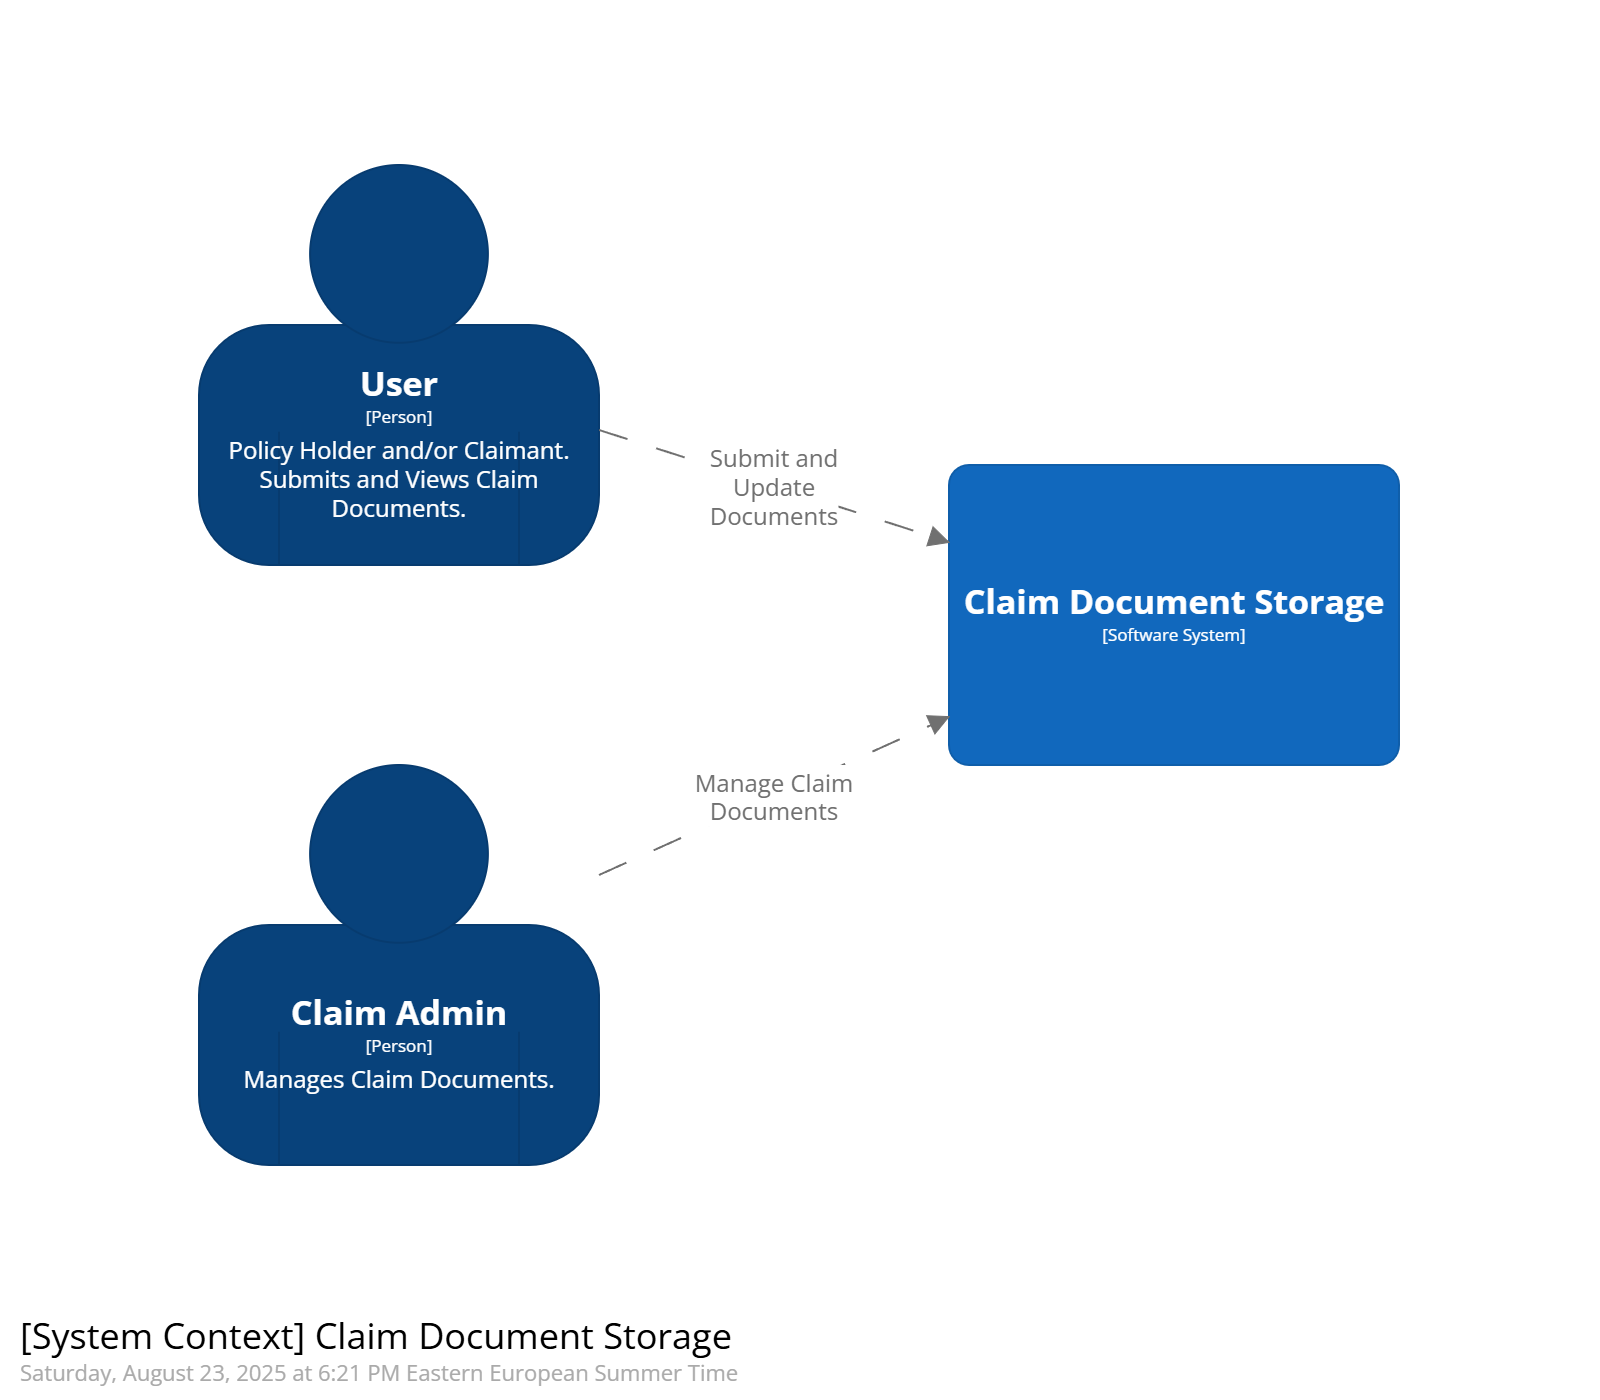 User
[Person]
Policy Holder and/or Claimant.
Submits and Views Claim
Documents.
Submit and
Update
Documents
Claim Document Storage
[Software System]
Manage Claim
Documents
Claim Admin
[Person]
Manages Claim Documents.
[System Context] Claim Document Storage
Saturday, August 23, 2025 at 6:21 PM Eastern European Summer Time